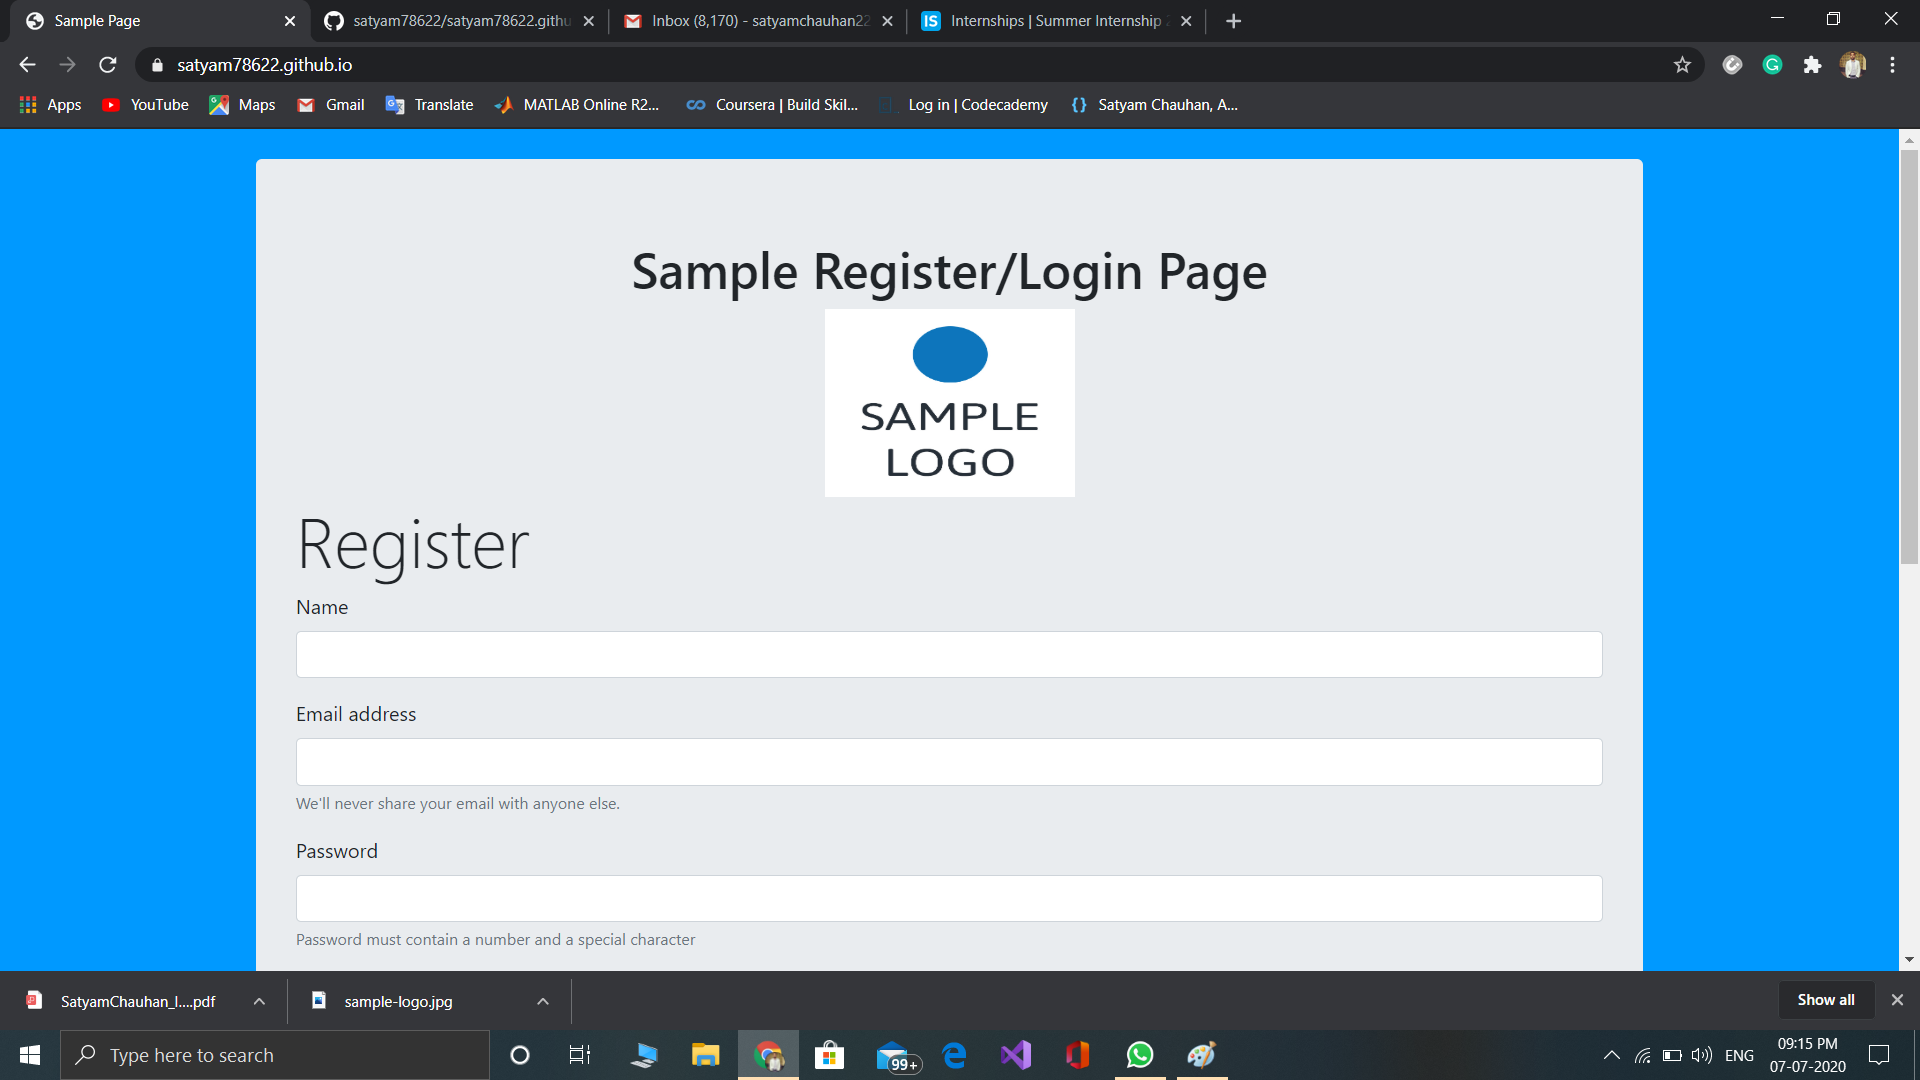 Sample Page
satyam78622/satyam78622.githu
Inbox (8,170) - satyamchauhan22
IS Internships | Summer Internship 2
satyam78622.github.io
Apps YouTube Maps Gmail Translate MATLAB Online R2... Coursera | Build Skil... Log in | Codecademy {} Satyam Chauhan, A...
Sample Register/Login Page
SAMPLE
LOGO
Register
Name
Email address
We'll never share your email with anyone else.
Password
Password must contain a number and a special character
SatyamChauhan_I....pdf
sample-logo.jpg
Show all
Type here to search
99+
ENG
09:15 PM
07-07-2020